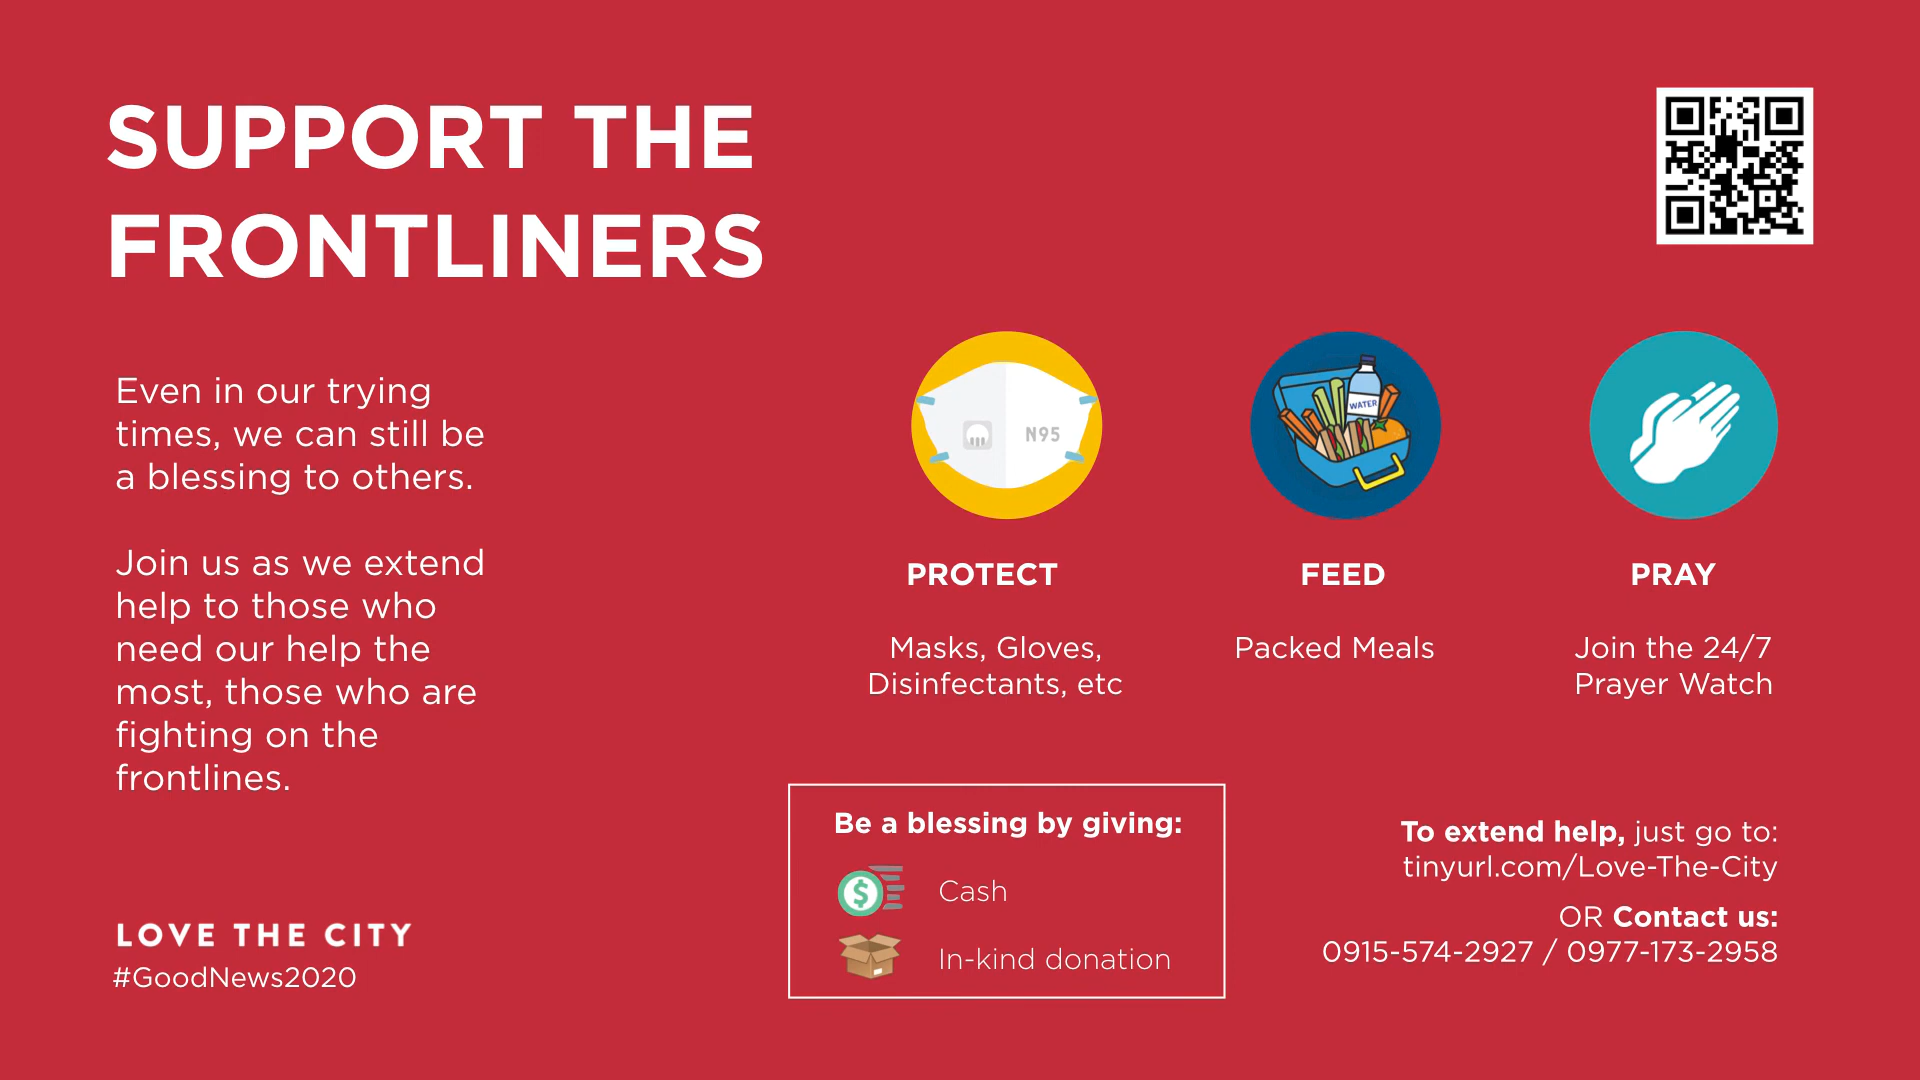 SUPPORT THE
FRONTLINERS
Even in our trying
times, we can still be
a blessing to others.
Join us as we extend
help to those who
need our help the
most, those who are
fighting on the
frontlines.
LOVE THE CITY
#GoodNews2020
N95
PROTECT
Masks, Gloves,
Disinfectants, etc
WATER
FEED
Packed Meals
PRAY
Join the 24/7
Prayer Watch
Be a blessing by giving:
$
Cash
In-kind donation
To extend help, just go to:
tinyurl.com/Love-The-City
OR Contact us:
0915-574-2927 / 0977-173-2958